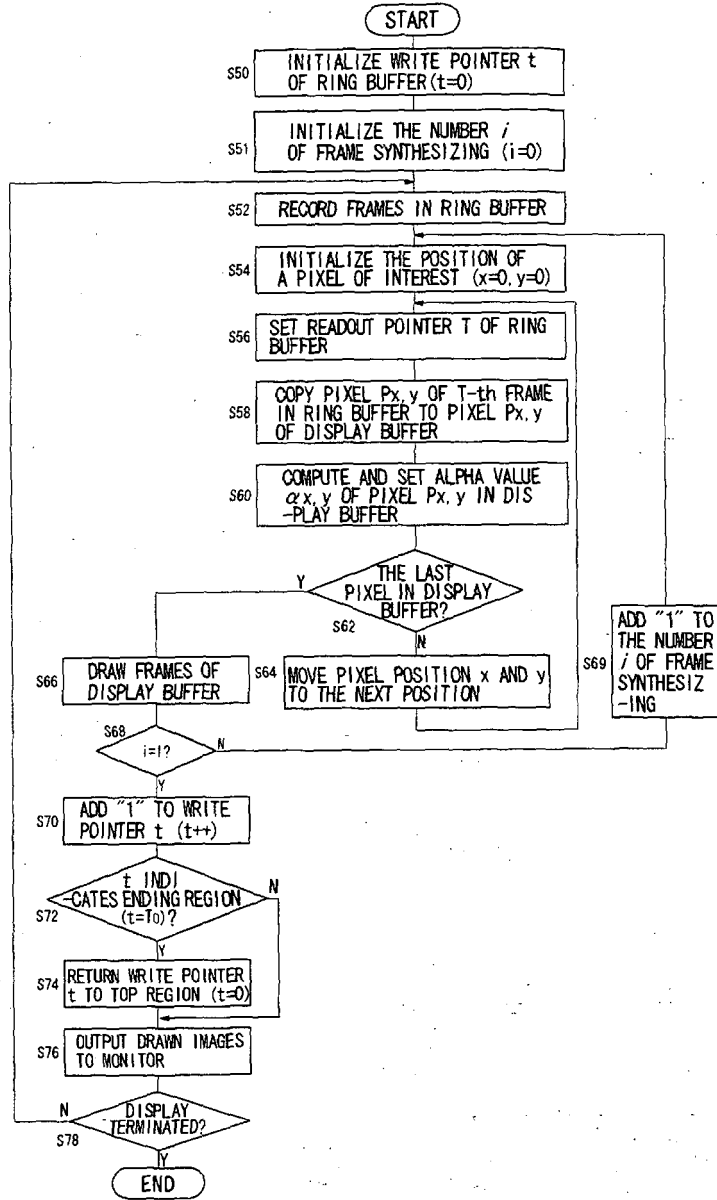 START
S50
INITIALIZE WRITE POINTER t
OF RING BUFFER(t=0)
S51
INITIALIZE THE NUMBER i
OF FRAME SYNTHESIZING (i=0)
S52
RECORD FRAMES IN RING BUFFER
S54
INITIALIZE THE POSITION OF
A PIXEL OF INTEREST (x=0, y=0)
S56
SET READOUT POINTER T OF RING
BUFFER
S58
COPY PIXEL Px, y OF T-th FRAME
IN RING BUFFER TO PIXEL Px, y
OF DISPLAY BUFFER
S60
COMPUTE AND SET ALPHA VALUE
αx, y OF PIXEL Px, y IN DIS
-PLAY BUFFER
Y
THE LAST
PIXEL IN DISPLAY
BUFFER?
S62
N
S66
DRAW FRAMES OF
DISPLAY BUFFER
S64
MOVE PIXEL POSITION x AND y
TO THE NEXT POSITION
S69
ADD "1" TO
THE NUMBER
i OF FRAME
SYNTHESIZ
-ING
S68
i=I?
N
Y
S70
ADD "1" TO WRITE
POINTER t (t++)
t INDI
-CATES ENDING REGION
(t=T0)?
S72
N
Y
S74
RETURN WRITE POINTER
t TO TOP REGION (t=0)
S76
OUTPUT DRAWN IMAGES
TO MONITOR
N
DISPLAY
TERMINATED?
S78
Y
END